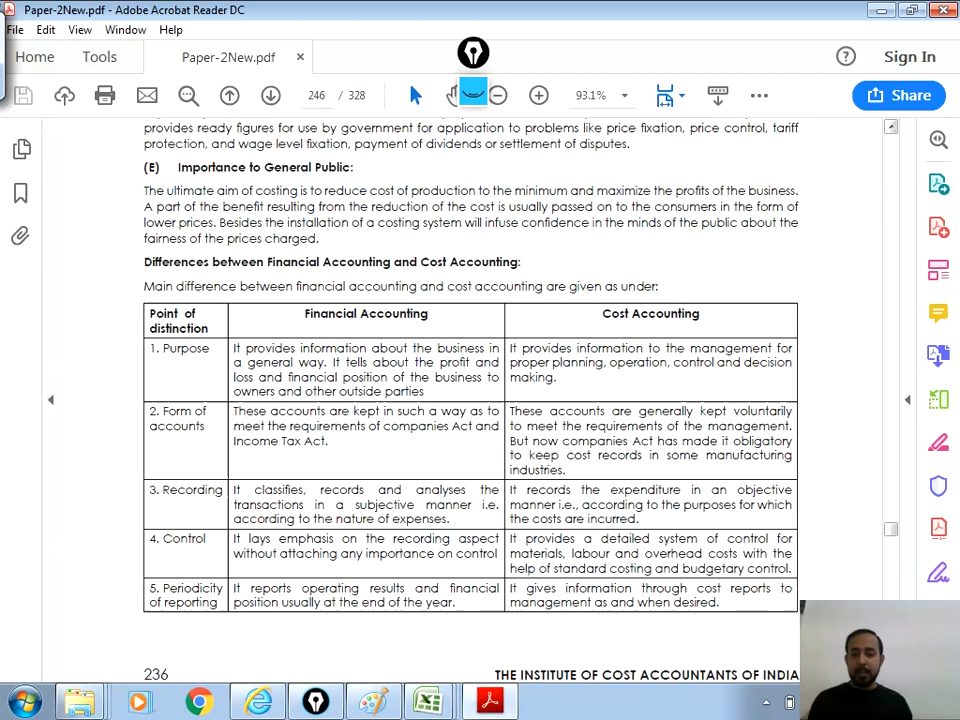 Paper-2New.pdf - Adobe Acrobat Reader DC
File Edit View Window Help
Home Tools Paper-2New.pdf × Sign In
246 / 328 93.1% Share
provides ready figures for use by government for application to problems like price fixation, price control, tariff
protection, and wage level fixation, payment of dividends or settlement of disputes.
(E) Importance to General Public:
The ultimate aim of costing is to reduce cost of production to the minimum and maximize the profits of the business.
A part of the benefit resulting from the reduction of the cost is usually passed on to the consumers in the form of
lower prices. Besides the installation of a costing system will infuse confidence in the minds of the public about the
fairness of the prices charged.
Differences between Financial Accounting and Cost Accounting:
Main difference between financial accounting and cost accounting are given as under:
Point of
distinction
Financial Accounting
Cost Accounting
1. Purpose
It provides information about the business in
a general way. It tells about the profit and
loss and financial position of the business to
owners and other outside parties
It provides information to the management for
proper planning, operation, control and decision
making.
2. Form of
accounts
These accounts are kept in such a way as to
meet the requirements of companies Act and
Income Tax Act.
These accounts are generally kept voluntarily
to meet the requirements of the management.
But now companies Act has made it obligatory
to keep cost records in some manufacturing
industries.
3. Recording
It classifies, records and analyses the
transactions in a subjective manner i.e.
according to the nature of expenses.
It records the expenditure in an objective
manner i.e., according to the purposes for which
the costs are incurred.
4. Control
It lays emphasis on the recording aspect
without attaching any importance on control
It provides a detailed system of control for
materials, labour and overhead costs with the
help of standard costing and budgetary control.
5. Periodicity
of reporting
It reports operating results and financial
position usually at the end of the year.
It gives information through cost reports to
management as and when desired.
236 THE INSTITUTE OF COST ACCOUNTANTS OF INDIA